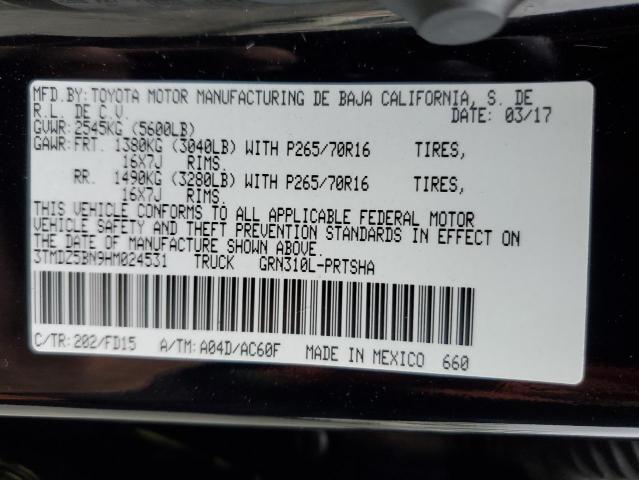 MFD.BY:TOYOTA MOTOR MANUFACTURING DE BAJA CALIFORNIA, S. DE
R.L. DE C.V. DATE: 03/17
GVWR:2545KG (5600LB)
GAWR:FRT. 1380KG (3040LB) WITH P265/70R16 TIRES,
16X7J RIMS.
RR. 1490KG (3280LB) WITH P265/70R16 TIRES,
16X7J RIMS.
THIS VEHICLE CONFORMS TO ALL APPLICABLE FEDERAL MOTOR
VEHICLE SAFETY AND THEFT PREVENTION STANDARDS IN EFFECT ON
THE DATE OF MANUFACTURE SHOWN ABOVE.
3TMDZ5BN9HM024531 TRUCK GRN310L-PRTSHA
C/TR:202/FD15 A/TM:A04D/AC60F MADE IN MEXICO 660